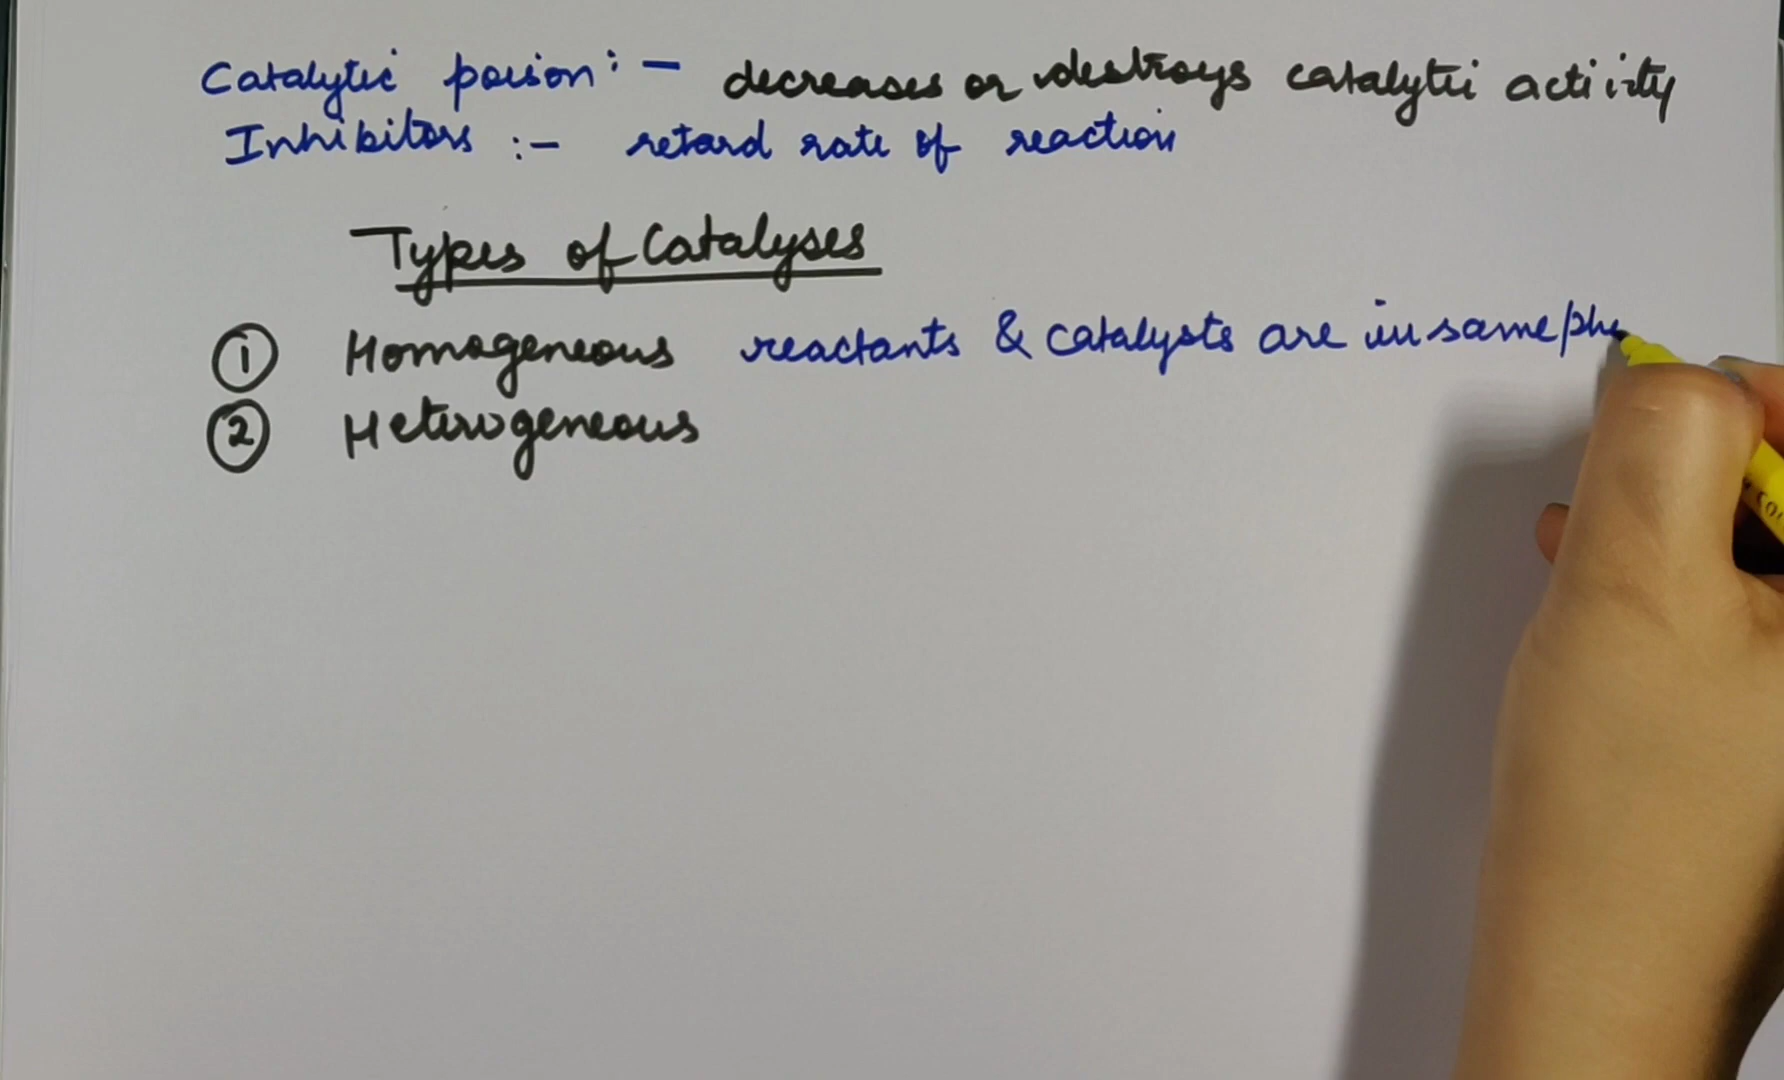 Catalytic poison :- decreases or destroys catalytic activity
Inhibitors :- retard rate of reaction
Types of Catalyses
1 Homogeneous reactants & catalysts are in same pha
2 Heterogeneous